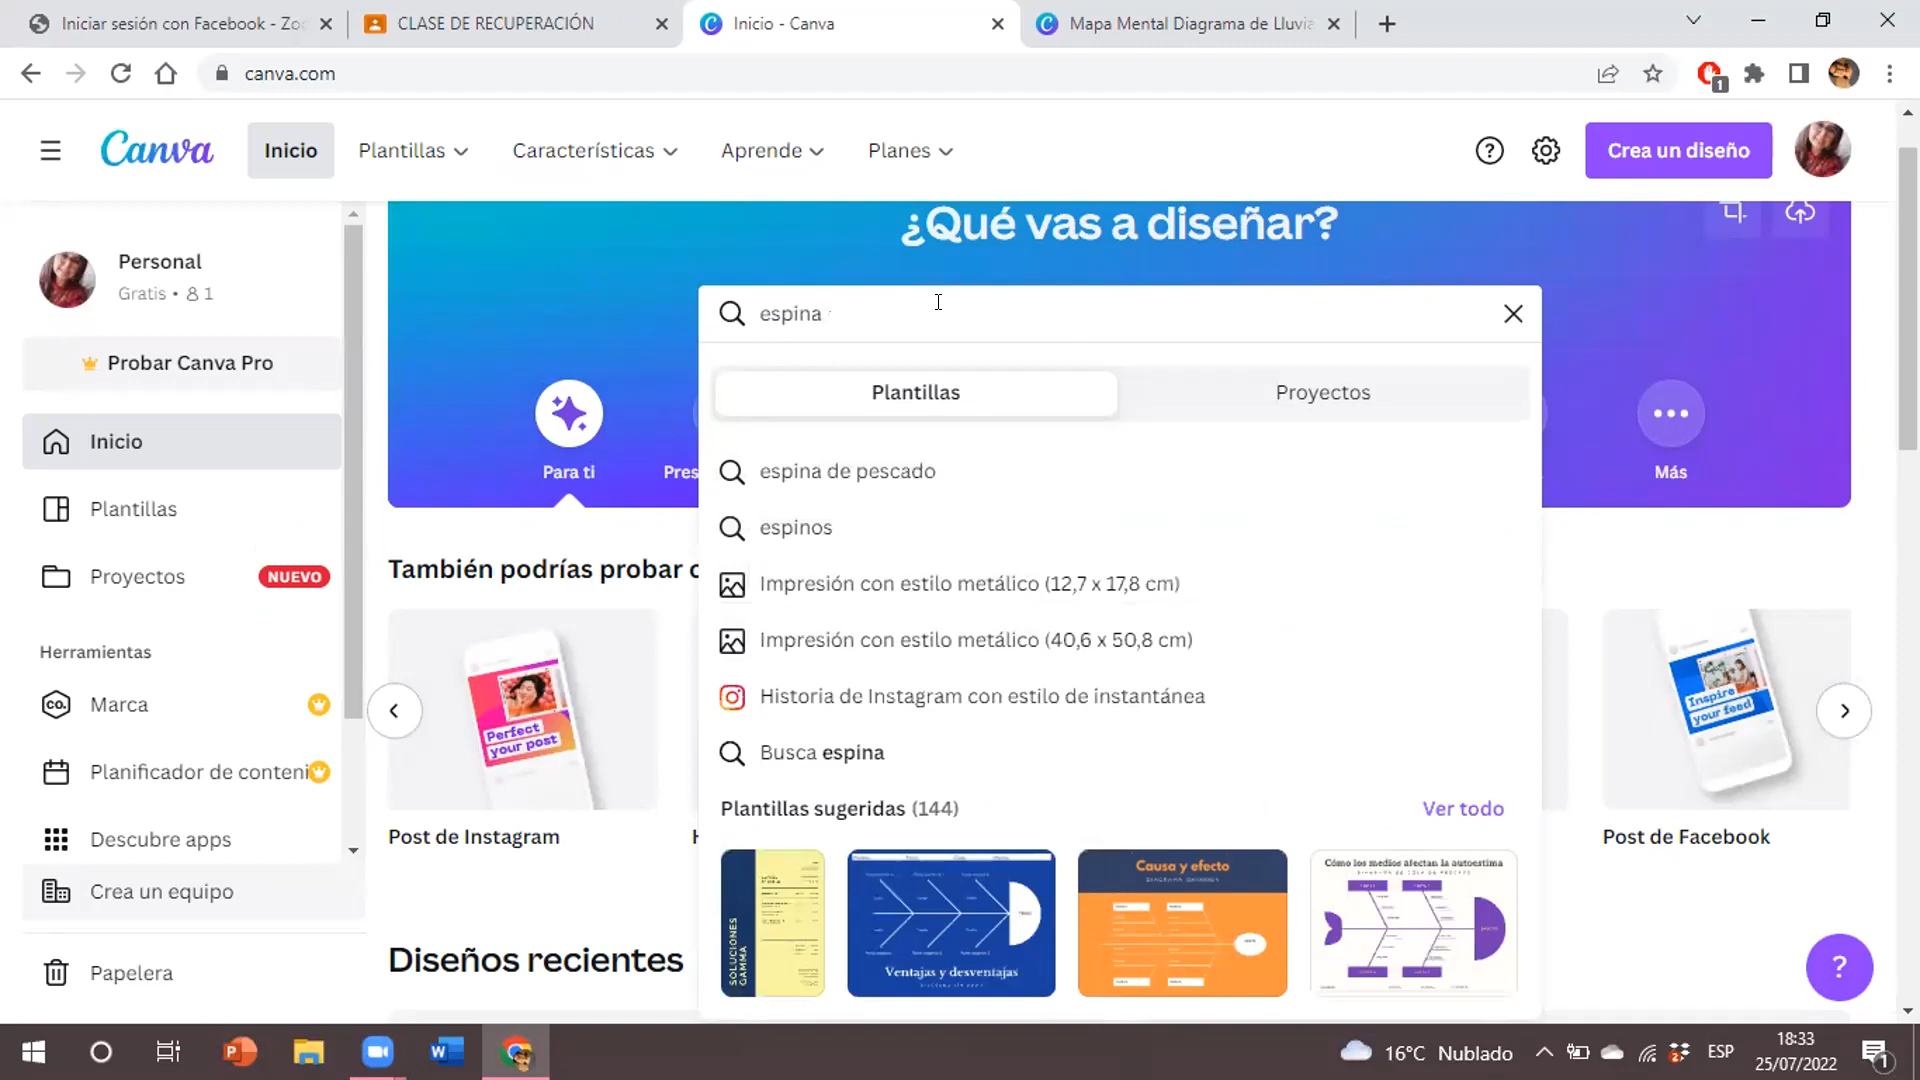 Iniciar sesión con Facebook - Zoo
CLASE DE RECUPERACIÓN
Inicio - Canva
Mapa Mental Diagrama de Lluvia
canva.com
1
Canva
Inicio
Plantillas
Características
Aprende
Planes
Crea un diseño
¿Qué vas a diseñar?
Personal
Gratis • 1
Probar Canva Pro
espina
Plantillas
Proyectos
Inicio
Para ti
Pres
Más
espina de pescado
Plantillas
espinos
También podrías probar c
Proyectos
NUEVO
Impresión con estilo metálico (12,7 x 17,8 cm)
Impresión con estilo metálico (40,6 x 50,8 cm)
Herramientas
Historia de Instagram con estilo de instantánea
CO.
Marca
Perfect
your post
Inspire
your feed
Busca espina
Planificador de conteni
Plantillas sugeridas (144)
Ver todo
Descubre apps
Post de Instagram
Post de Facebook
Crea un equipo
SOLUCIONES
GAMMA
Ventajas y desventajas
Causa y efecto
Cómo los medios afectan la autoestima
Diseños recientes
Papelera
?
16°C Nublado
ESP
18:33
25/07/2022
1